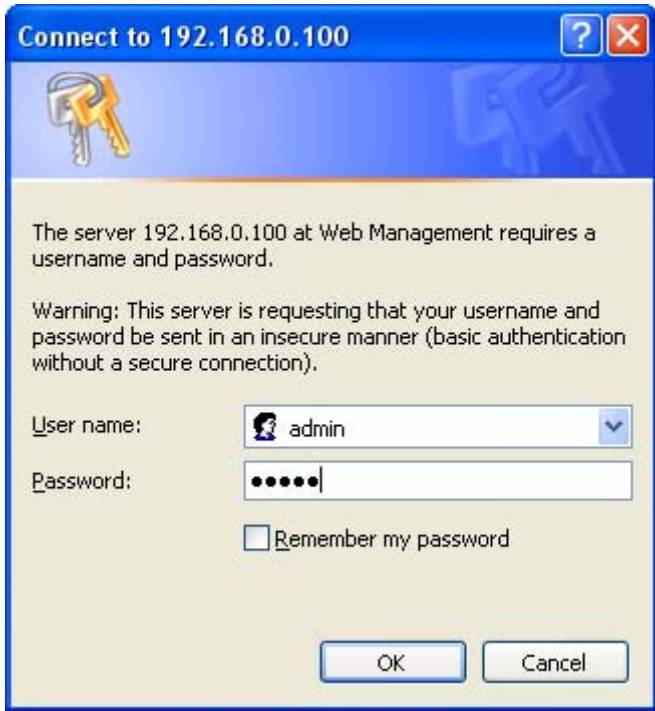 Connect to 192.168.0.100
The server 192.168.0.100 at Web Management requires a
username and password.
Warning: This server is requesting that your username and
password be sent in an insecure manner (basic authentication
without a secure connection).
User name:
admin
Password:
•••••
Remember my password
OK
Cancel